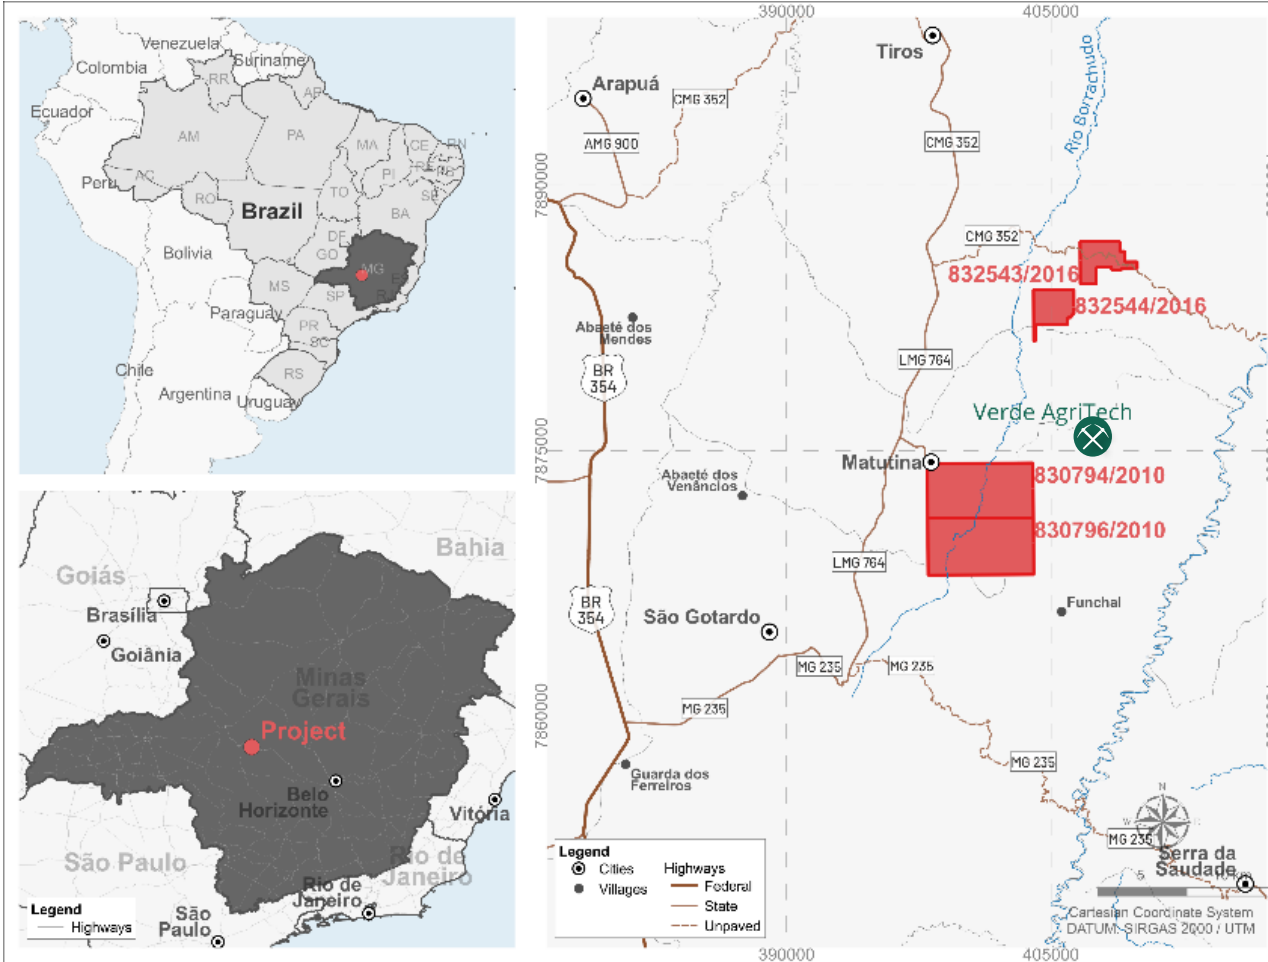 Venezuela
Suriname
Colombia
Ecuador
Peru
Bolivia
Paraguay
Chile
Argentina
Uruguay
Brazil
RR
AP
AM
PA
MA
CE
RN
PB
PI
AC
RO
TO
SE
BA
DF
GO
MG
MS
SP
PR
SC
RS
Goiás
Bahia
Brasília
Goiânia
Minas
Gerais
Project
Belo
Horizonte
Vitória
São Paulo
Rio de
Janeiro
Rio de
Janeiro
São
Paulo
Legend
Highways
390000
405000
Tiros
Arapuá
CMG 352
AMG 900
CMG 352
Rio Borrachudo
7890000
CMG 352
832543/2016
832544/2016
Abaeté dos
Mendes
BR
354
LMG 764
Verde AgriTech
7875000
Matutina
830794/2010
Abaeté dos
Venâncios
830796/2010
LMG 764
BR
354
Funchal
São Gotardo
MG 235
MG 235
MG 235
7860000
MG 235
Guarda dos
Ferreiros
N
MG 235
Serra da
Saudade
5
Legend
Cities
Villages
Highways
Federal
State
Unpaved
Cartesian Coordinate System
DATUM: SIRGAS 2000 / UTM
390000
405000